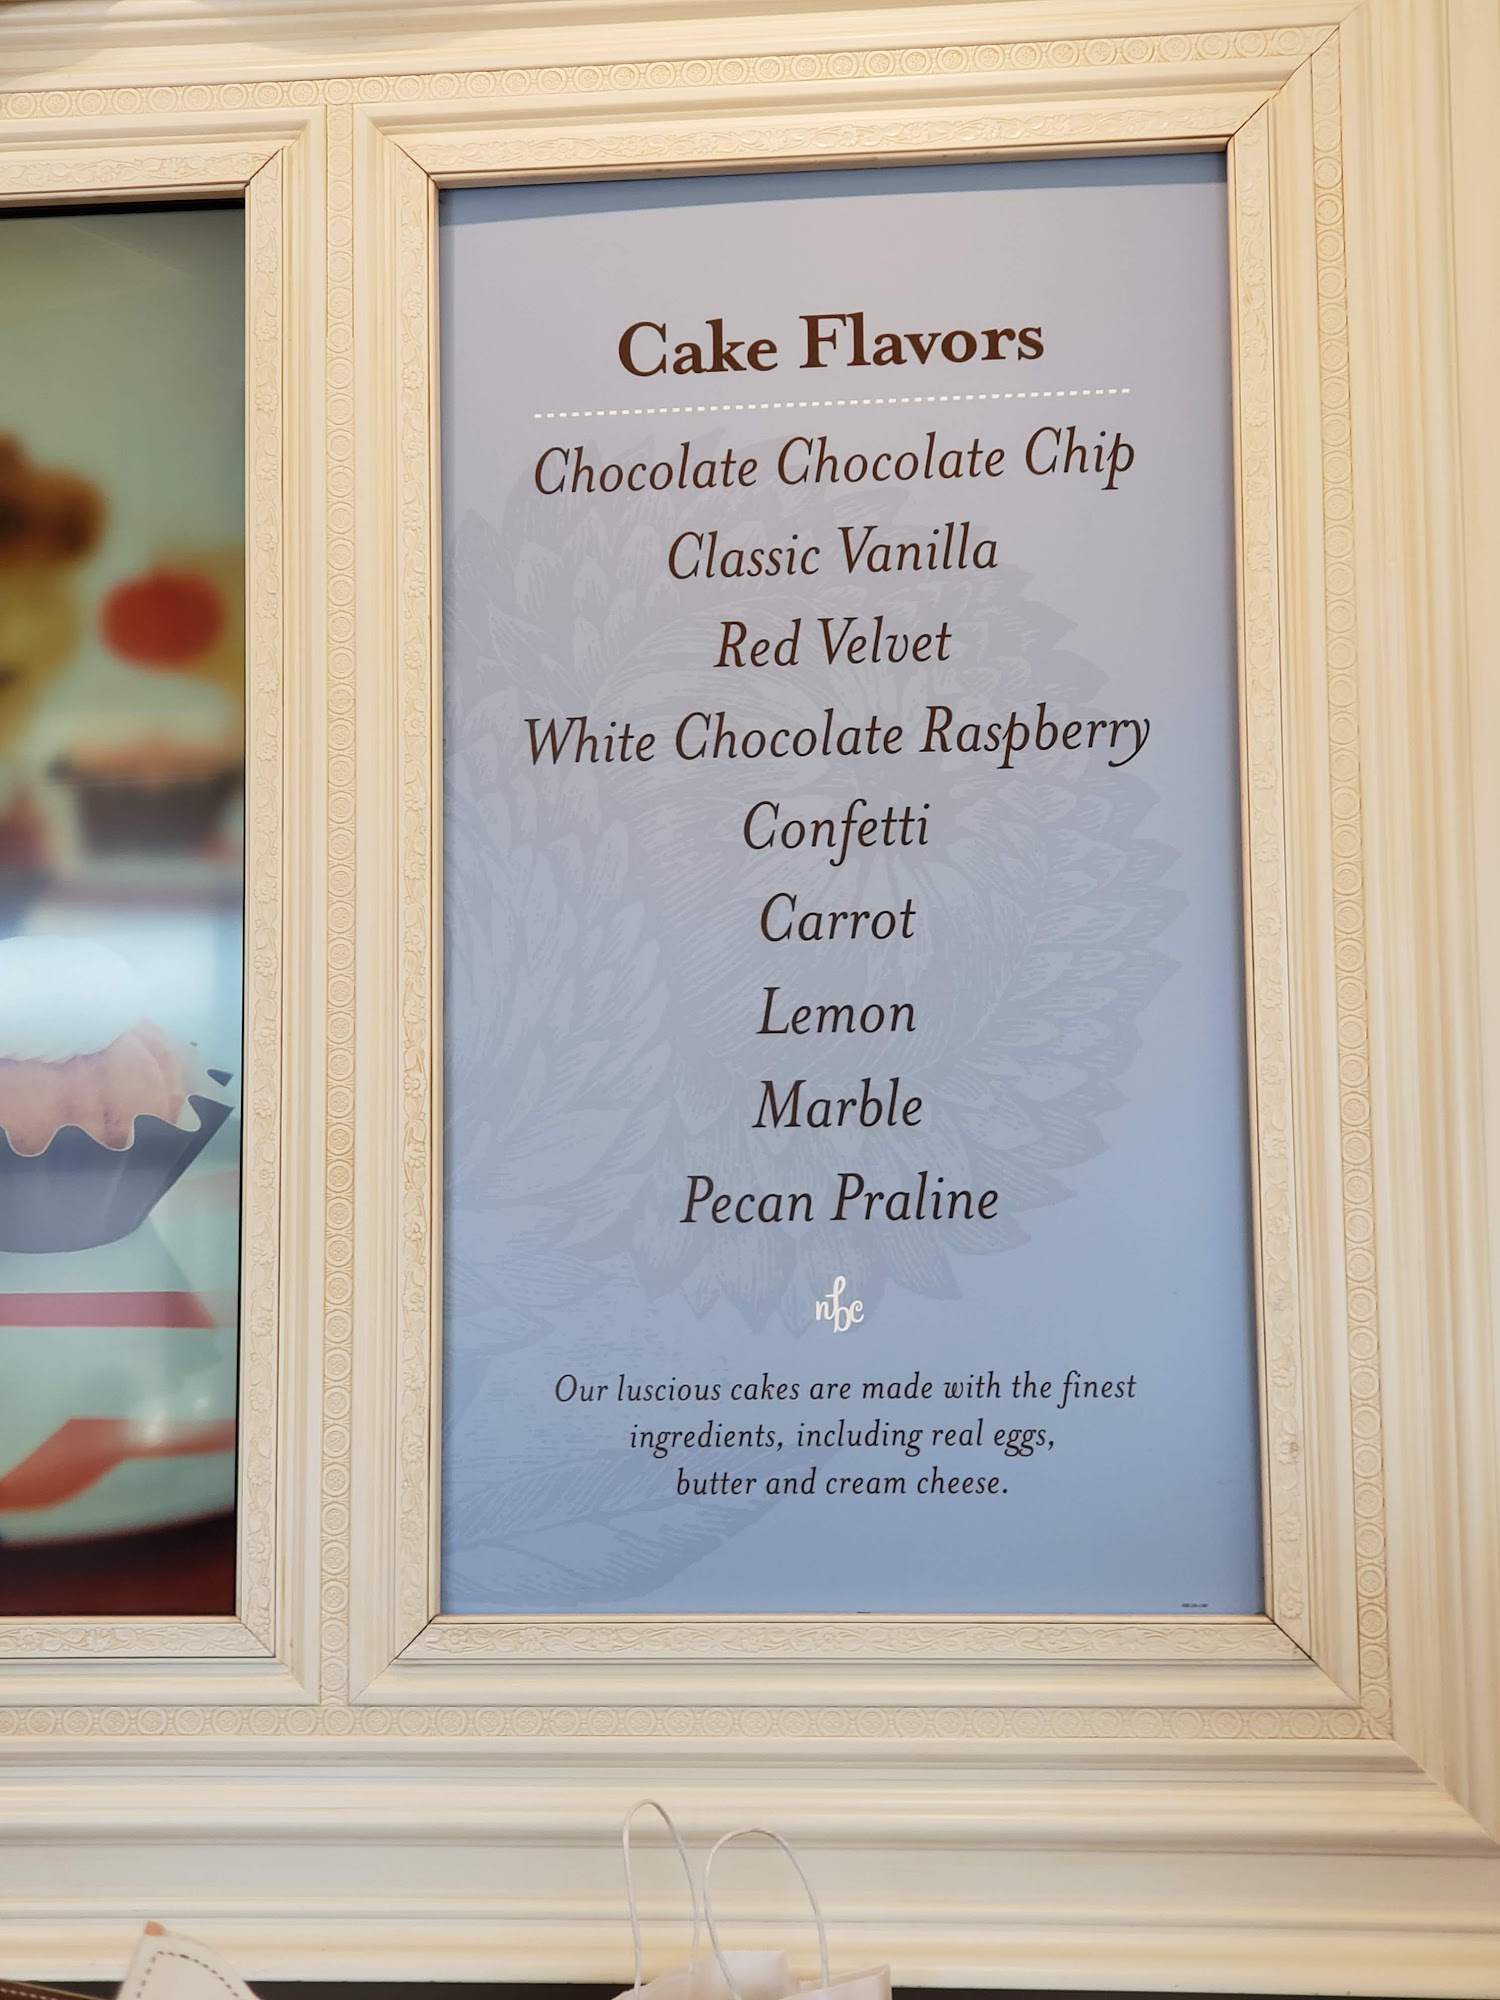 Cake Flavors
Chocolate Chocolate Chip
Classic Vanilla
Red Velvet
White Chocolate Raspberry
Confetti
Carrot
Lemon
Marble
Pecan Praline
nbc
Our luscious cakes are made with the finest
ingredients, including real eggs,
butter and cream cheese.